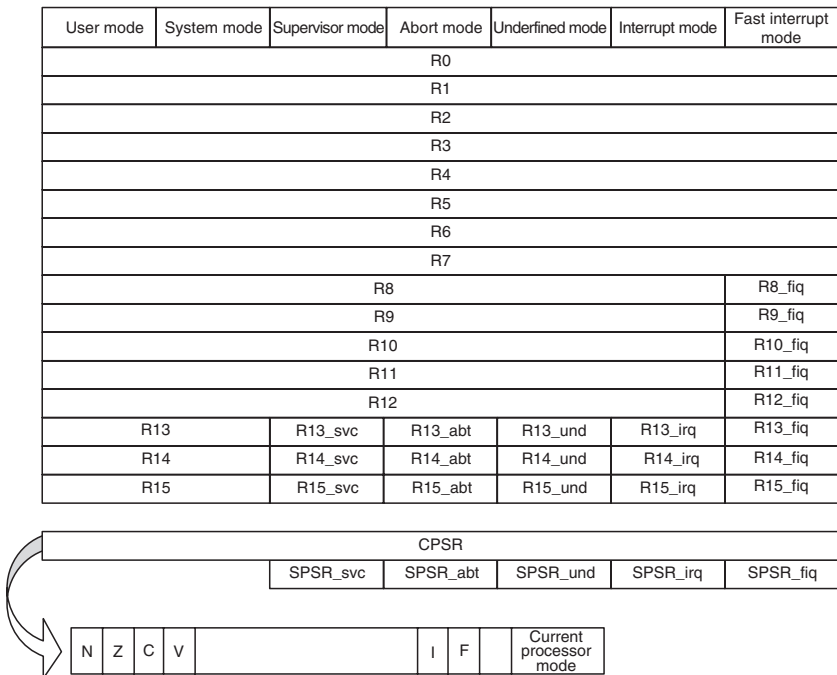 User mode System mode Supervisor mode Abort mode Underfined mode Interrupt mode Fast interrupt mode
R0
R1
R2
R3
R4
R5
R6
R7
R8 R8_fiq
R9 R9_fiq
R10 R10_fiq
R11 R11_fiq
R12 R12_fiq
R13 R13_svc R13_abt R13_und R13_irq R13_fiq
R14 R14_svc R14_abt R14_und R14_irq R14_fiq
R15 R15_svc R15_abt R15_und R15_irq R15_fiq
CPSR
SPSR_svc SPSR_abt SPSR_und SPSR_irq SPSR_fiq
N Z C V I F Current processor mode